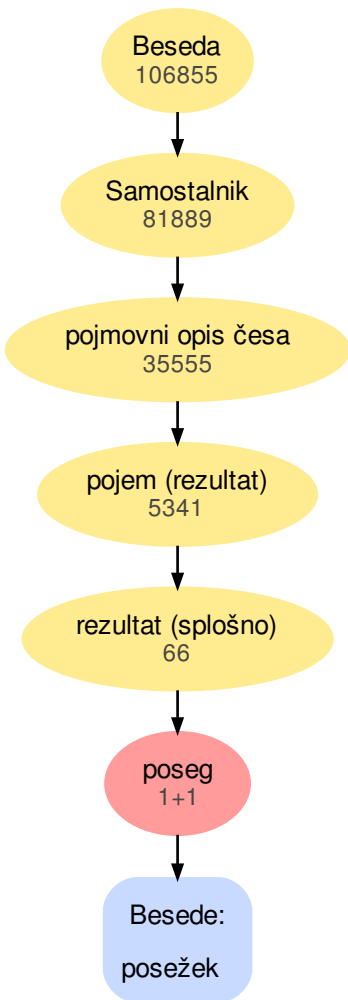 Beseda
106855
Samostalnik
81889
pojmovni opis česa
35555
pojem (rezultat)
5341
rezultat (splošno)
66
poseg
1+1
Besede:
posežek